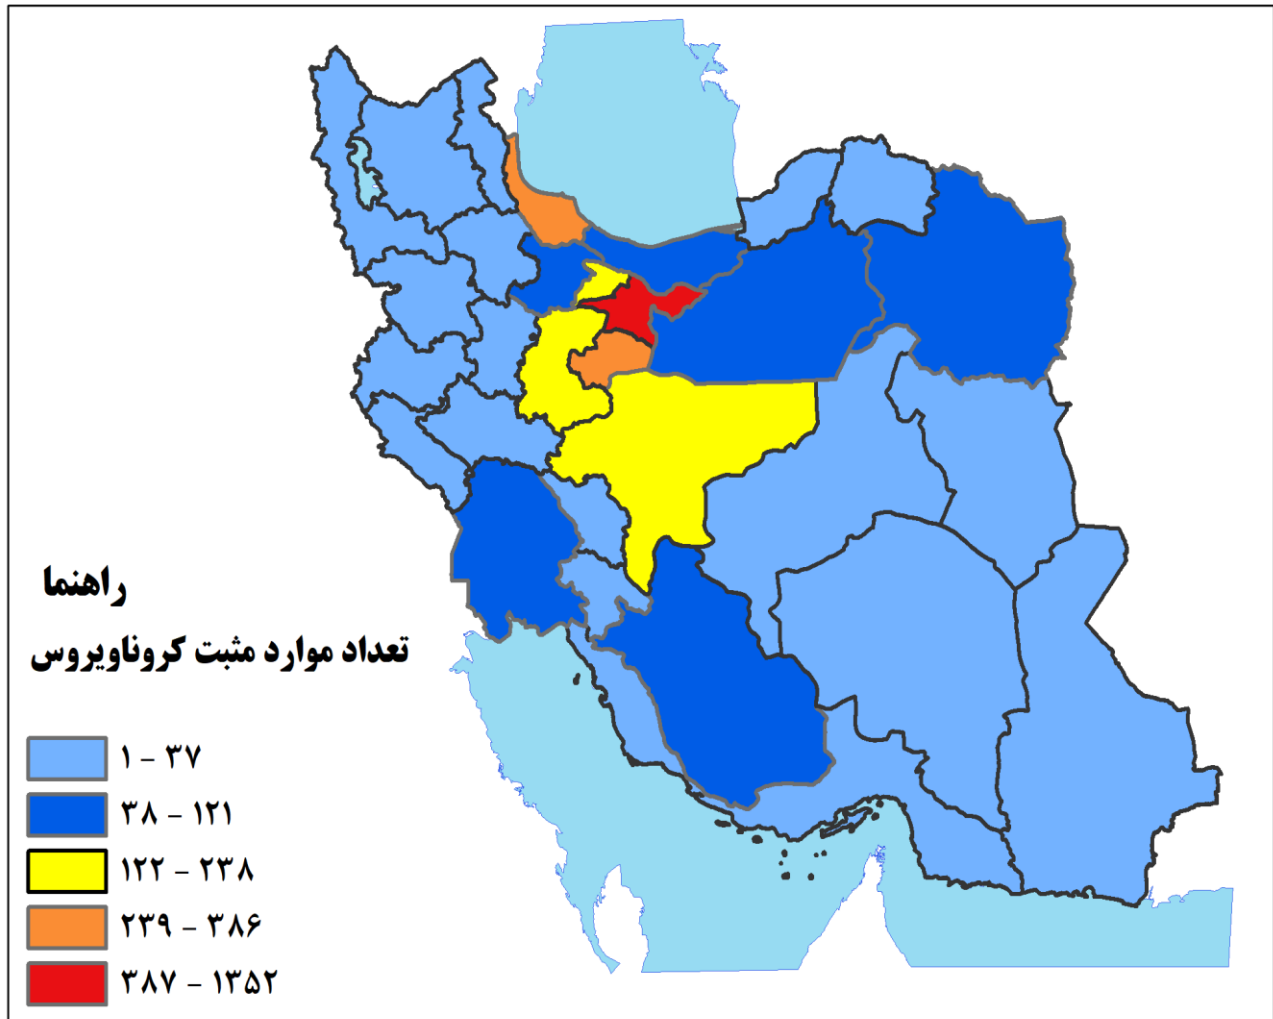 راهنما
تعداد موارد مثبت کروناویروس
۱ - ۳۷
۳۸ - ۱۲۱
۱۲۲ - ۲۳۸
۲۳۹ - ۳۸۶
۳۸۷ - ۱۳۵۲